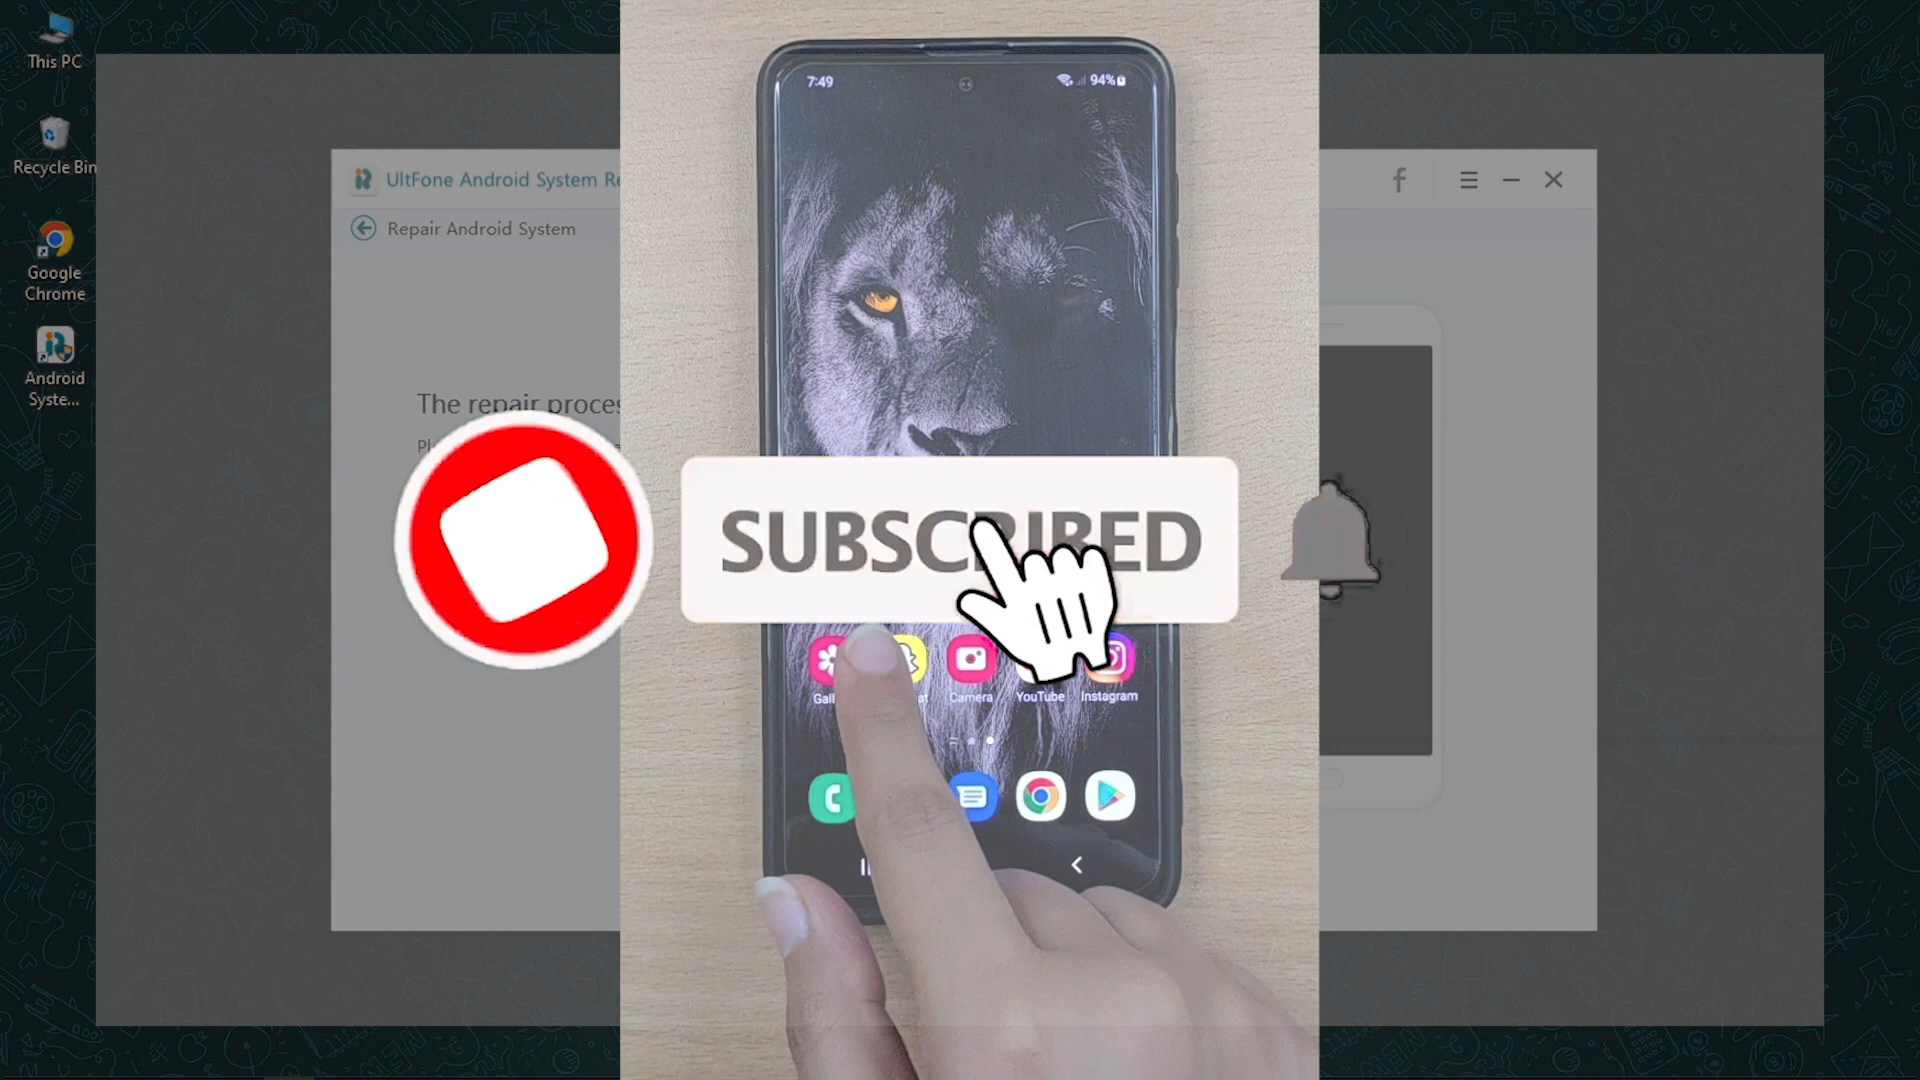 This PC
Recycle Bin
Google
Chrome
Android
Syste...
UltFone Android System Re
Repair Android System
The repair proces
7:49
94%
SUBSCRIBED
Camera
YouTube
Instagram